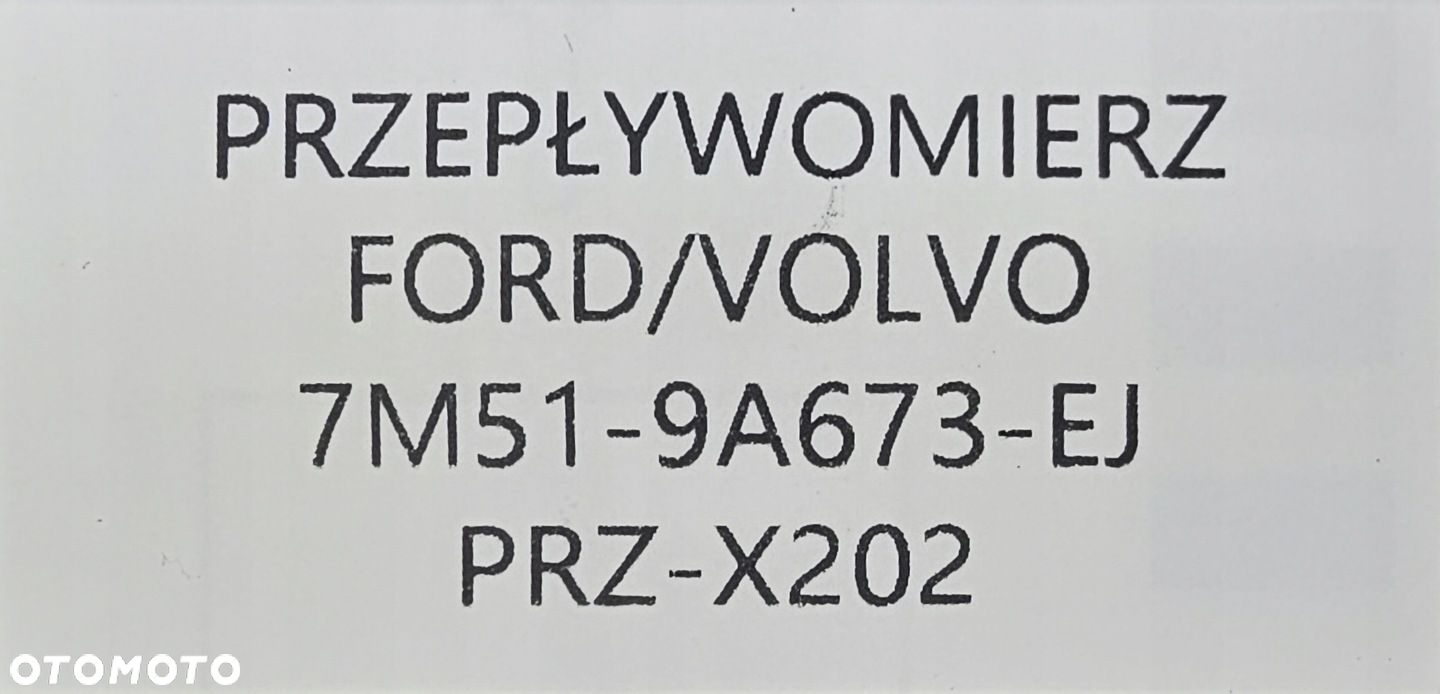 PRZEPŁYWOMIERZ
FORD/VOLVO
7M51-9A673-EJ
PRZ-X202
OTOMOTO